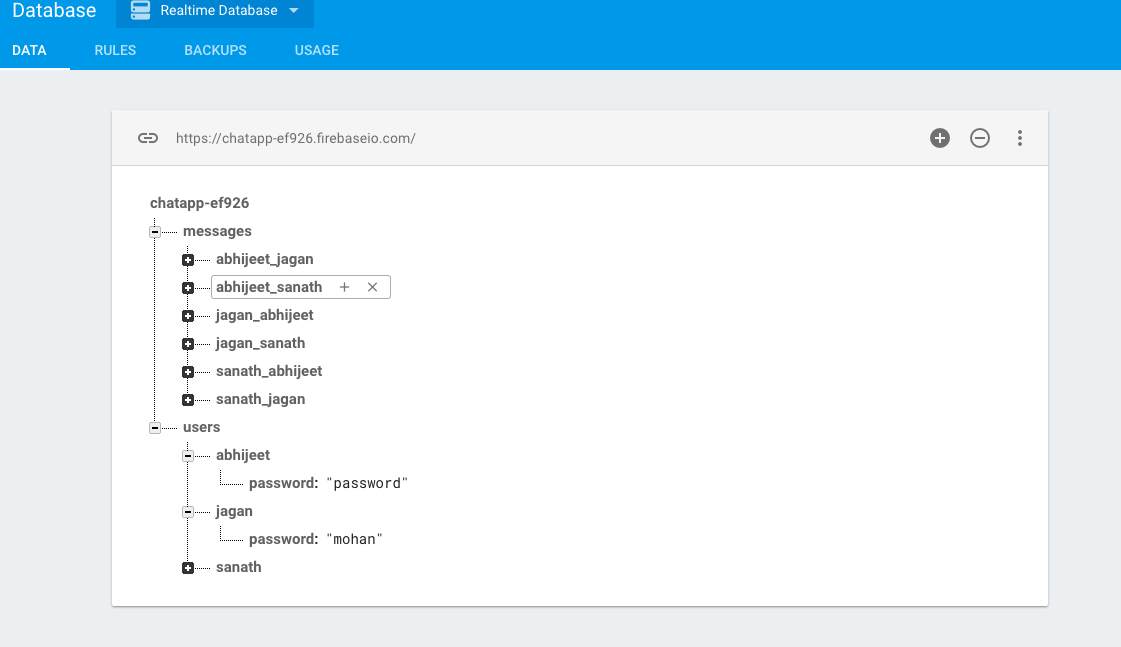 Database Realtime Database
DATA RULES BACKUPS USAGE
https://chatapp-ef926.firebaseio.com/
chatapp-ef926
messages
abhijeet_jagan
abhijeet_sanath
jagan_abhijeet
jagan_sanath
sanath_abhijeet
sanath_jagan
users
abhijeet
password: "password"
jagan
password: "mohan"
sanath